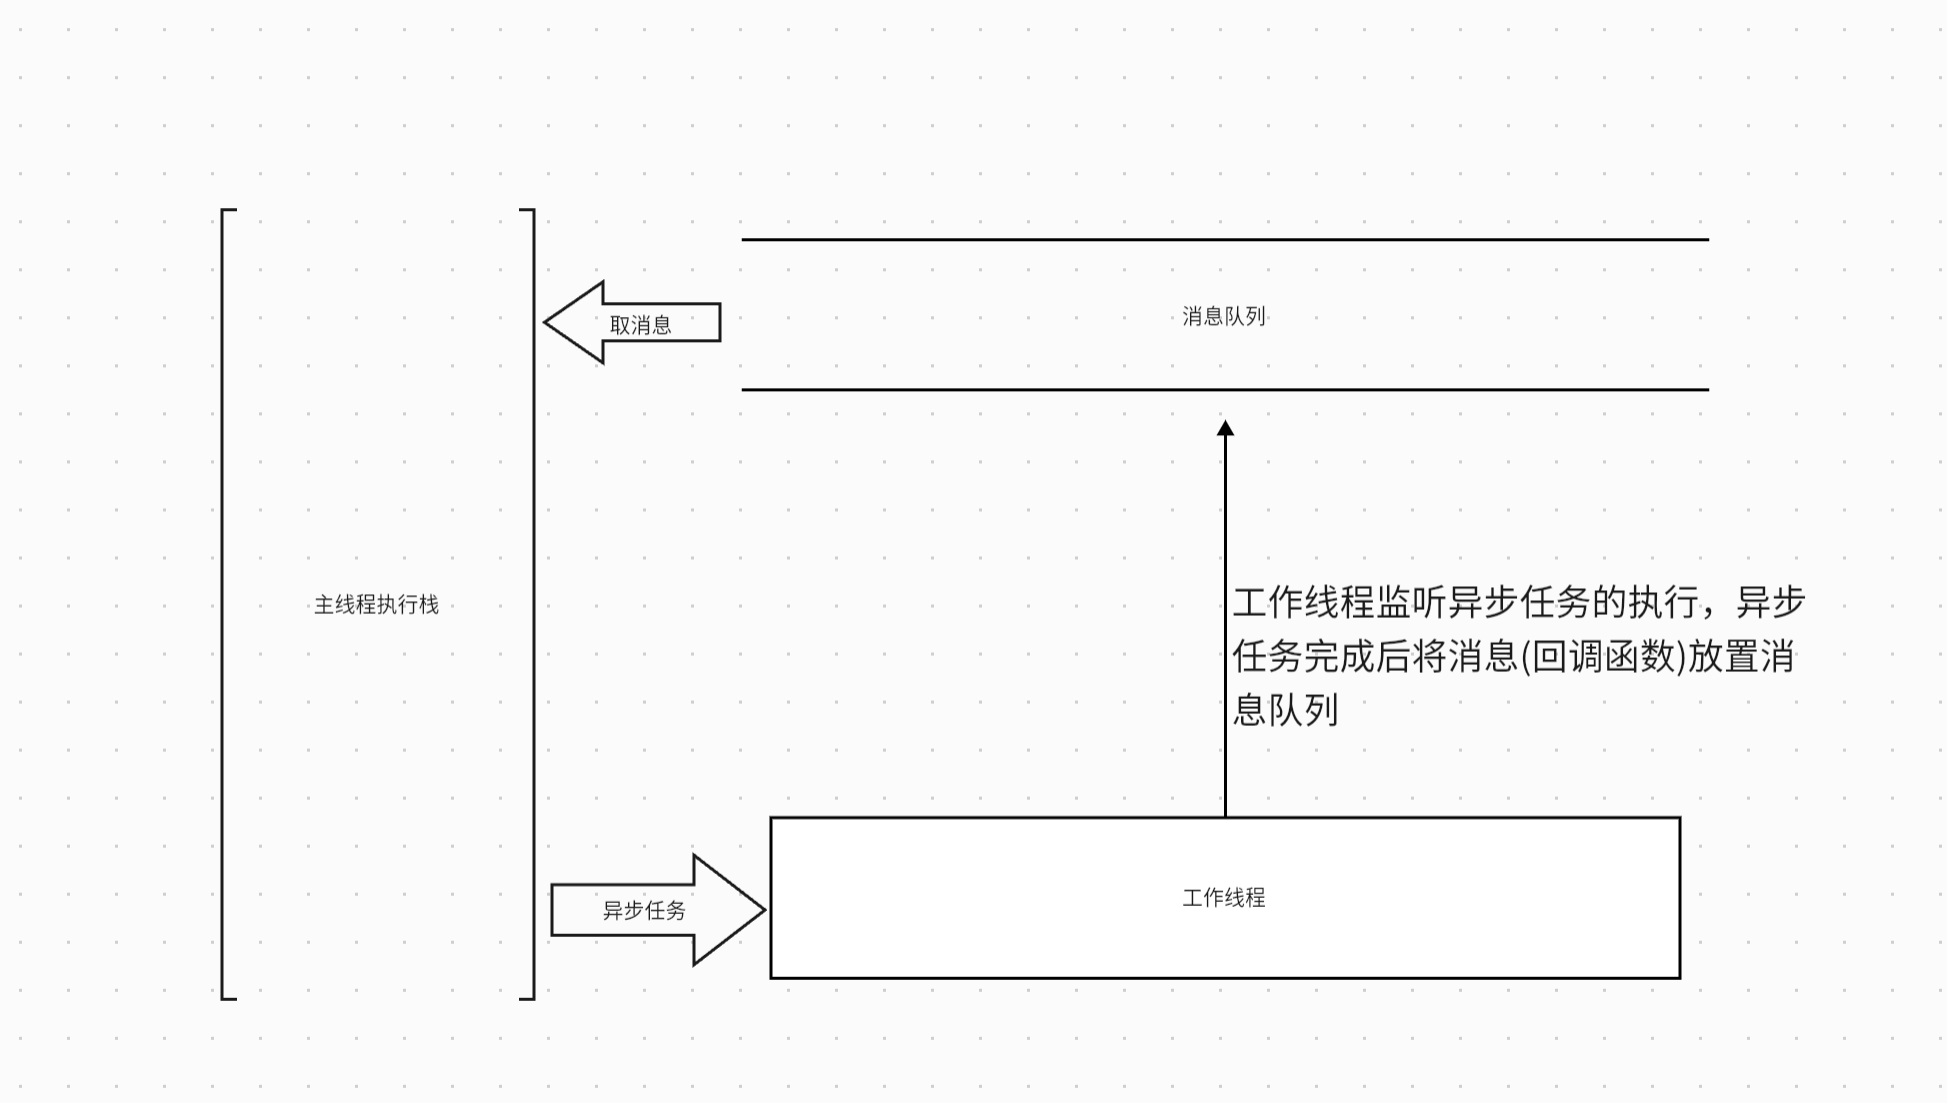 取消息
消息队列
主线程执行栈
工作线程监听异步任务的执行，异步
任务完成后将消息(回调函数)放置消
息队列
异步任务
工作线程